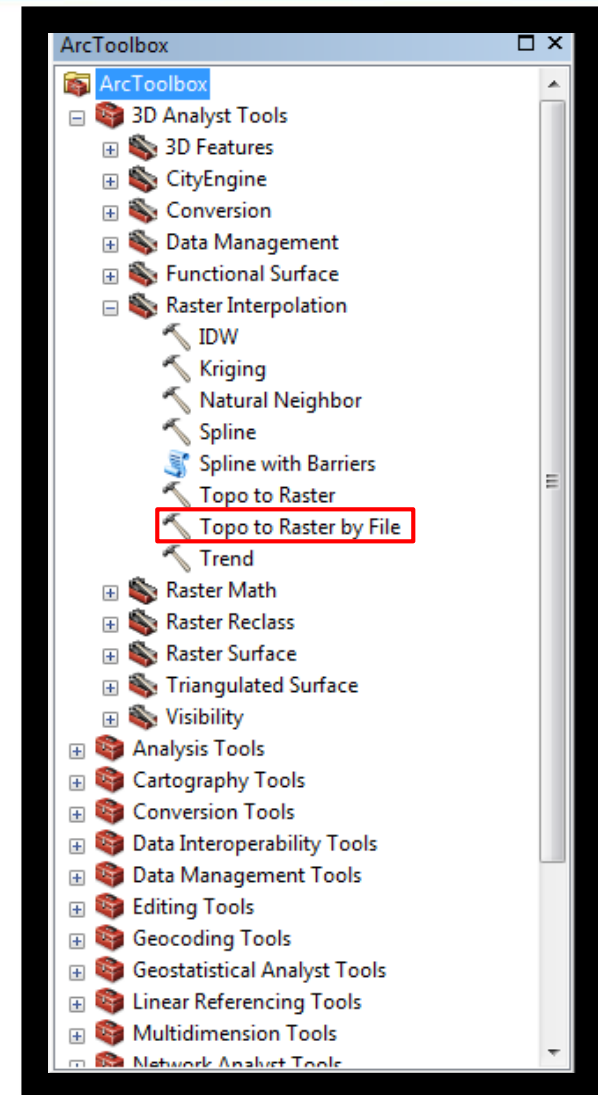 ArcToolbox
ArcToolbox
3D Analyst Tools
3D Features
CityEngine
Conversion
Data Management
Functional Surface
Raster Interpolation
IDW
Kriging
Natural Neighbor
Spline
Spline with Barriers
Topo to Raster
Topo to Raster by File
Trend
Raster Math
Raster Reclass
Raster Surface
Triangulated Surface
Visibility
Analysis Tools
Cartography Tools
Conversion Tools
Data Interoperability Tools
Data Management Tools
Editing Tools
Geocoding Tools
Geostatistical Analyst Tools
Linear Referencing Tools
Multidimension Tools
Network Analyst Tools